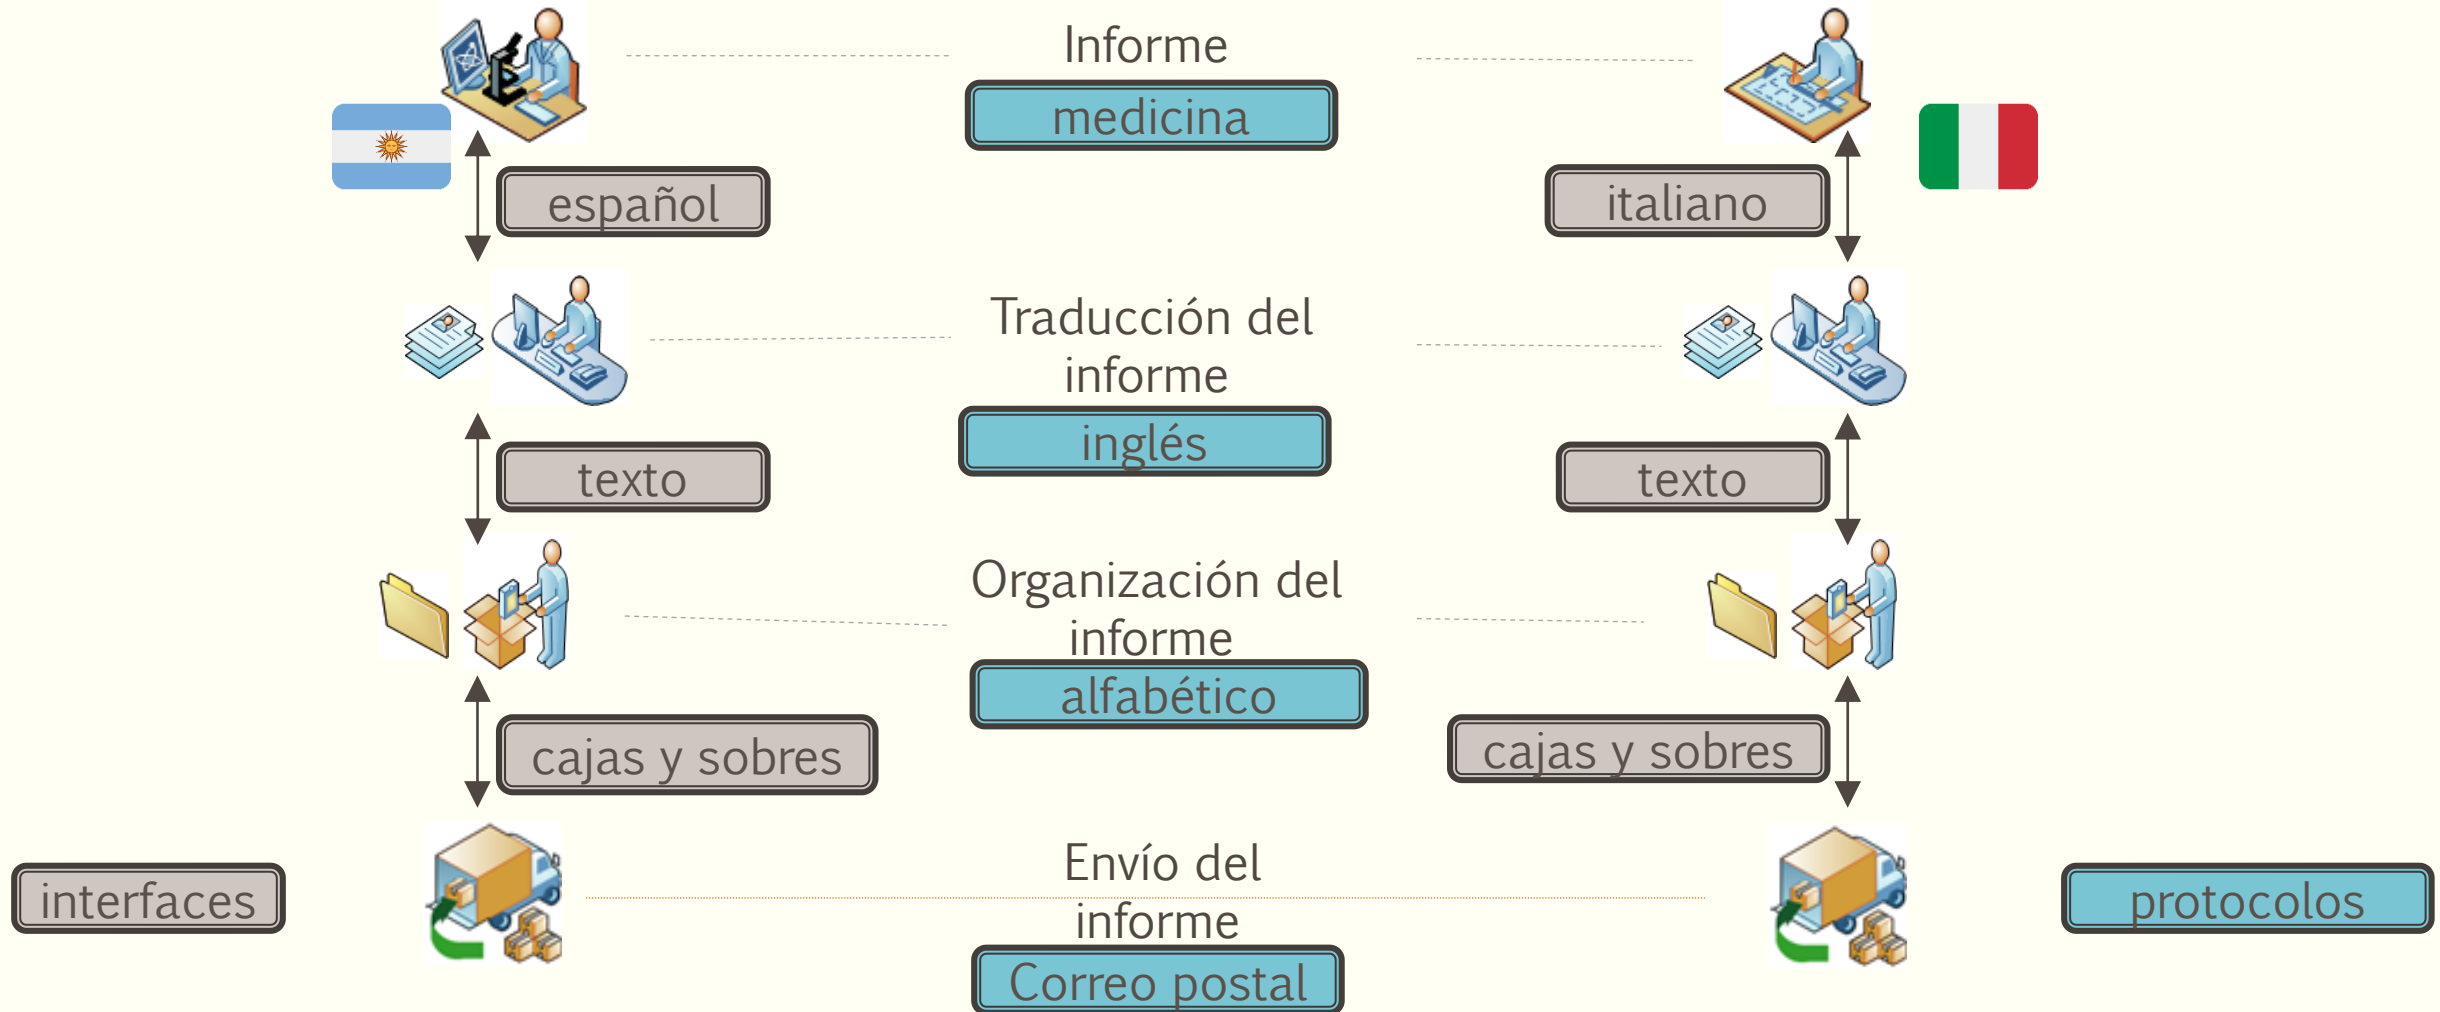 Informe
medicina
español
italiano
Traducción del
informe
inglés
texto
texto
Organización del
informe
alfabético
cajas y sobres
cajas y sobres
Envío del
informe
interfaces
protocolos
Correo postal